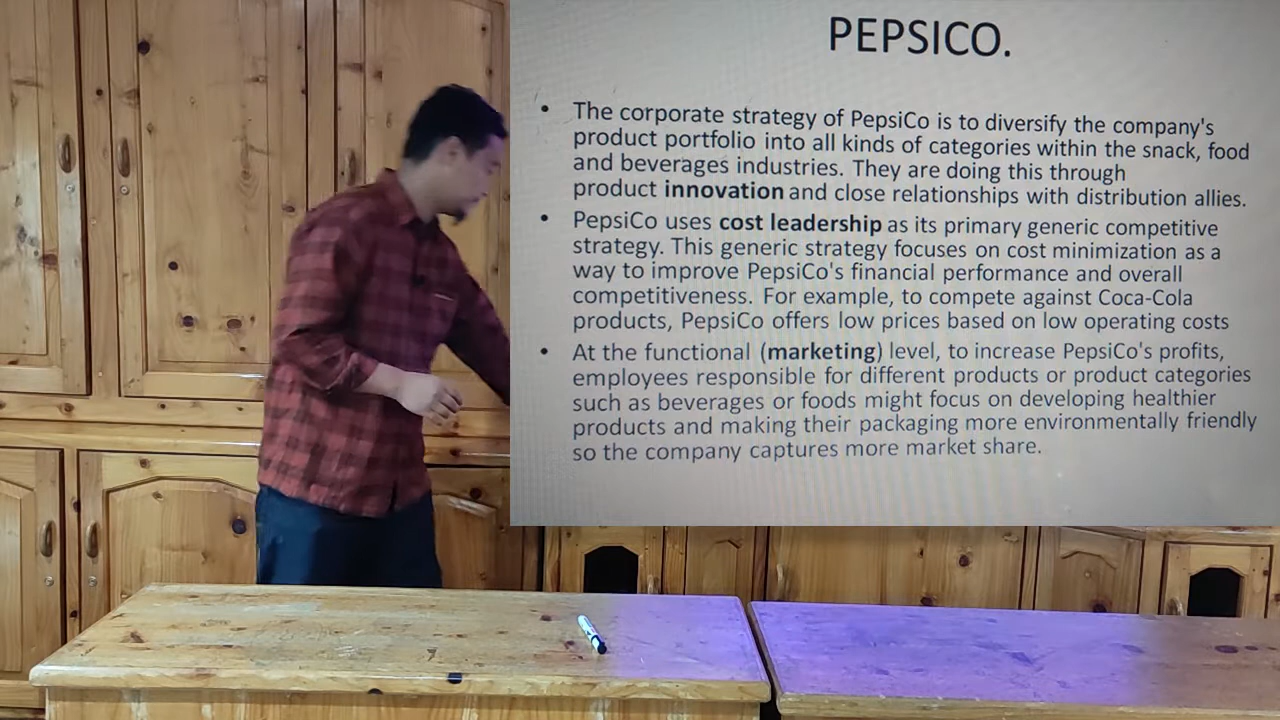 PEPSICO.
• The corporate strategy of PepsiCo is to diversify the company's
product portfolio into all kinds of categories within the snack, food
and beverages industries. They are doing this through
product innovation and close relationships with distribution allies.
• PepsiCo uses cost leadership as its primary generic competitive
strategy. This generic strategy focuses on cost minimization as a
way to improve PepsiCo's financial performance and overall
competitiveness. For example, to compete against Coca-Cola
products, PepsiCo offers low prices based on low operating costs
• At the functional (marketing) level, to increase PepsiCo's profits,
employees responsible for different products or product categories
such as beverages or foods might focus on developing healthier
products and making their packaging more environmentally friendly
so the company captures more market share.